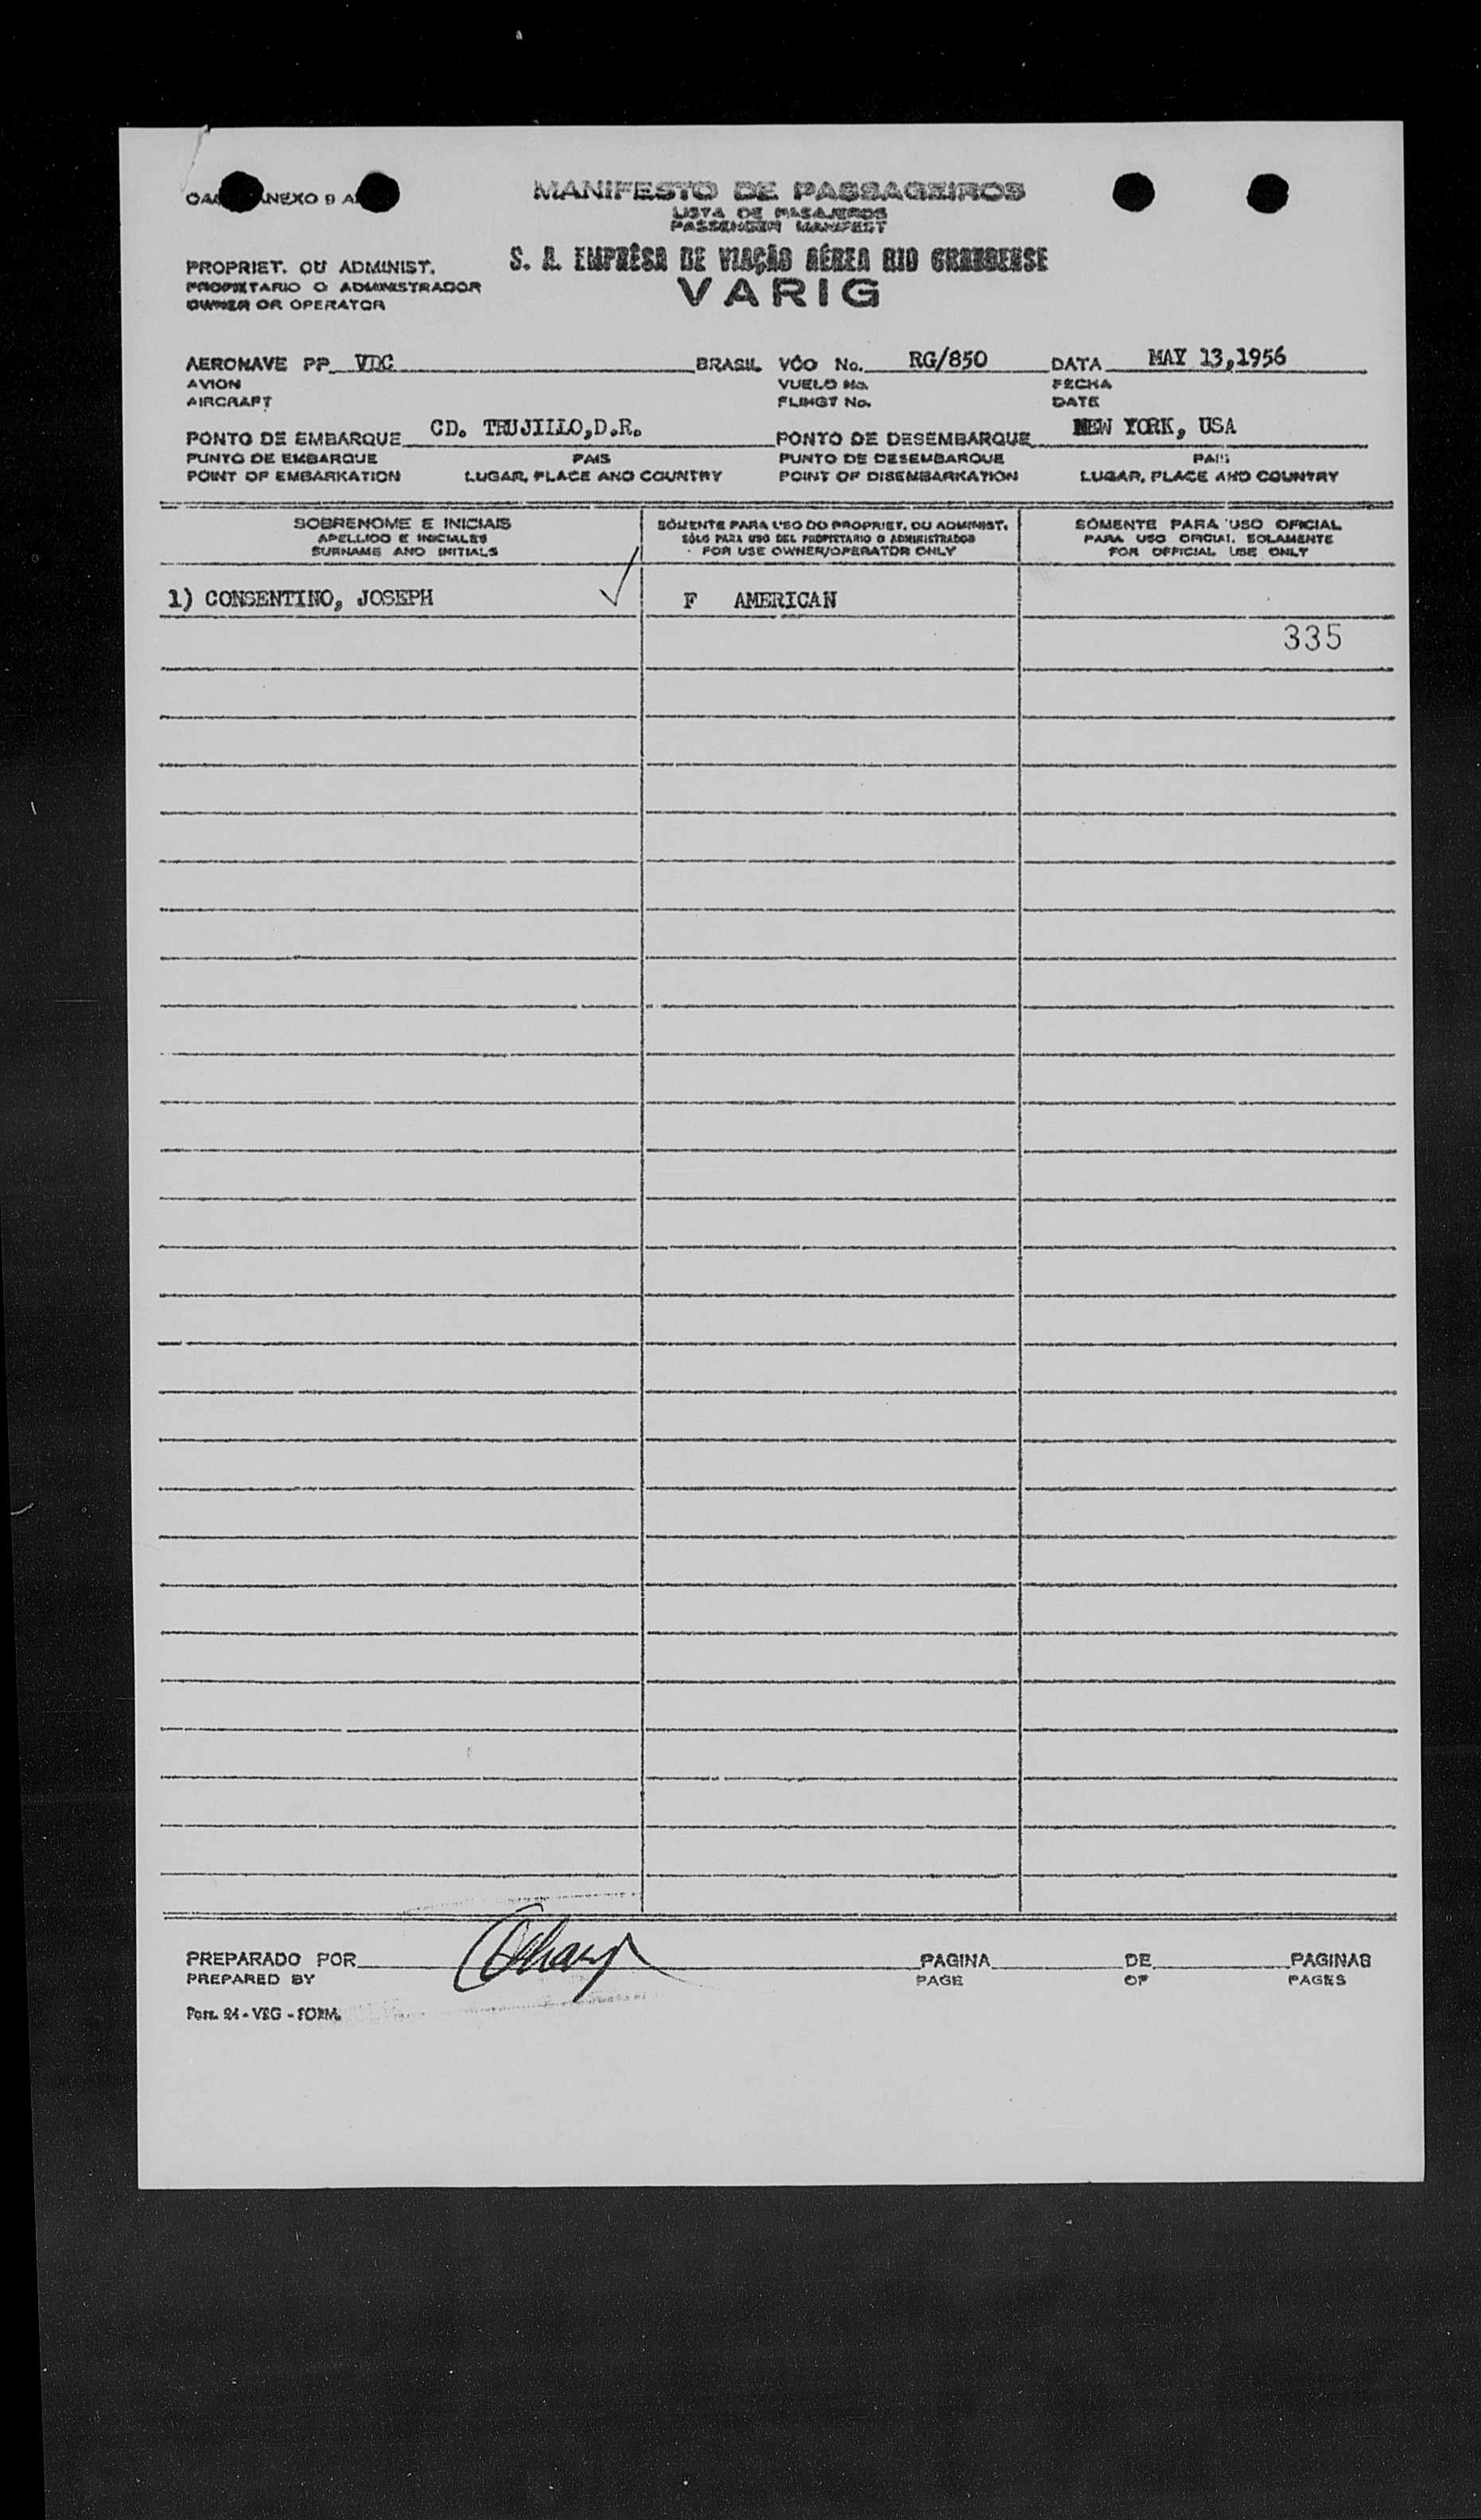 ANEXO 9
MANIFESTO DE PASSAGEIROS
LISTA DE PASAJEROS
PASSENGER MANIFEST
PROPRIET. OU ADMINIST.
PROPIETARIO O ADMINISTRADOR
OWNER OR OPERATOR
S. A. EMPRÊSA DE VIAÇÃO AÉREA RIO GRANDENSE
VARIG
AERONAVE PP VDC BRASIL VÔO No. RG/850 DATA MAY 13,1956
AVION VUELO No. FECHA
AIRCRAFT FLIHGT No. DATE
PONTO DE EMBARQUE CD. TRUJILLO,D.R. PONTO DE DESEMBARQUE NEW YORK, USA
PUNTO DE EMBARQUE PAIS PUNTO DE DESEMBARQUE PAIS
POINT OF EMBARKATION LUGAR, PLACE AND COUNTRY POINT OF DISEMBARKATION LUGAR, PLACE AND COUNTRY
SOBRENOME E INICIAIS SÒMENTE PARA USO DO PROPRIET. OU ADMINIST. SÒMENTE PARA USO OFICIAL
APELLIDO E INICIALES SÓLO PARA USO DEL PROPIETARIO O ADMINISTRADOR PARA USO OFICIAL SOLAMENTE
SURNAME AND INITIALS FOR USE OWNER/OPERATOR ONLY FOR OFFICIAL USE ONLY
1) CONSENTINO, JOSEPH F AMERICAN
335
PREPARADO POR PAGINA DE PAGINAS
PREPARED BY PAGE OF PAGES
- FORM.